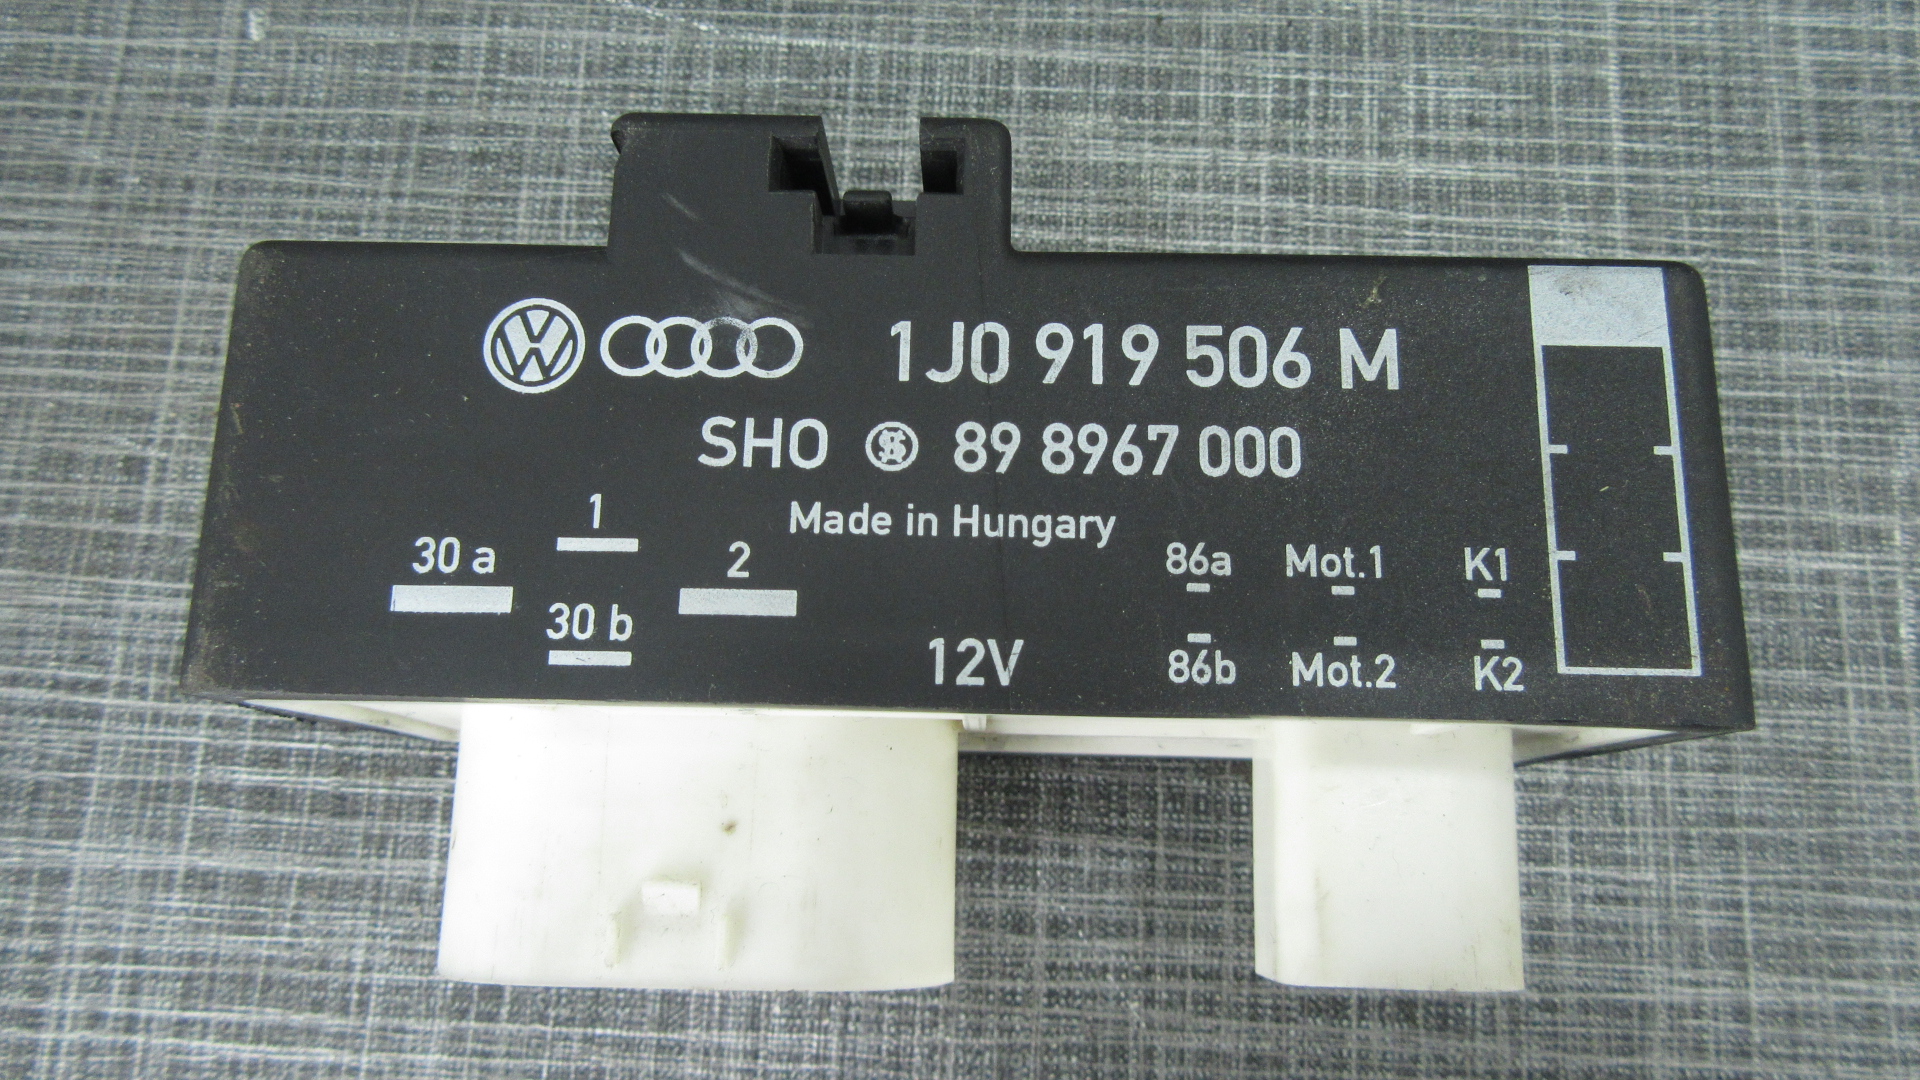 1J0 919 506 M
SHO 89 8967 000
Made in Hungary
1
30 a
2
30 b
12V
86a Mot.1 K1
86b Mot.2 K2